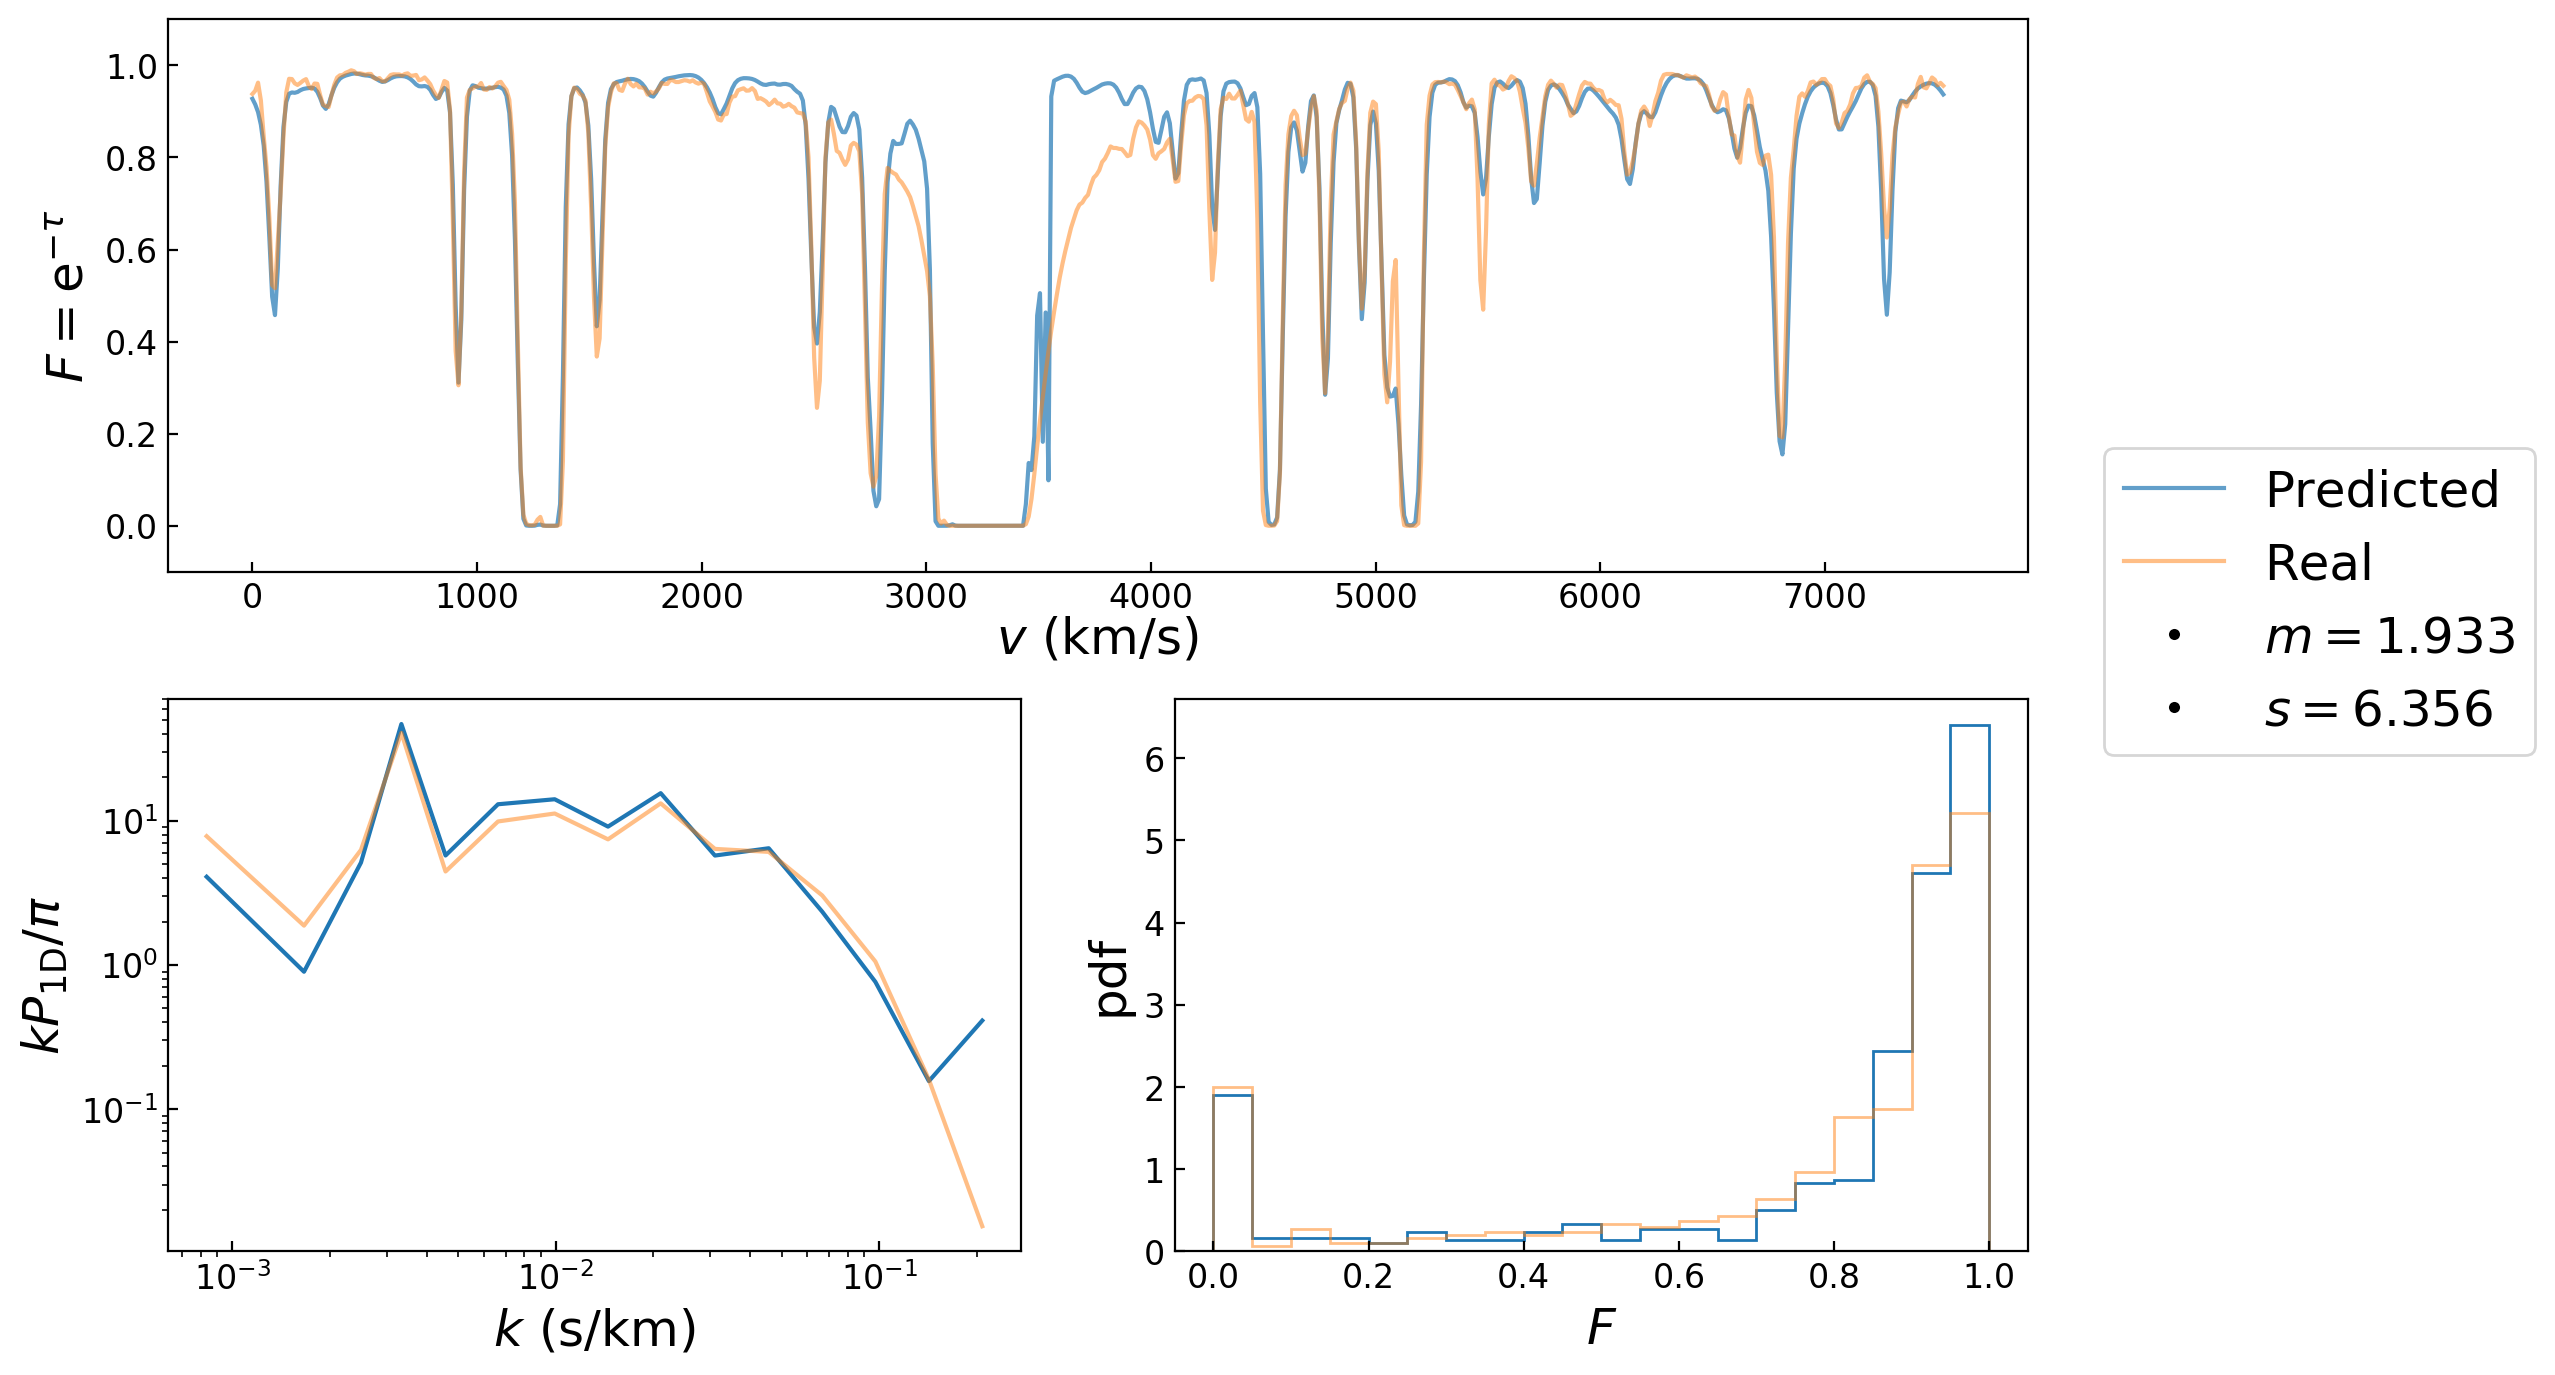 1.0
0.8
0.6
0.4
0.2
0.0
F = e^{-τ}
0 1000 2000 3000 4000 5000 6000 7000
v (km/s)
Predicted
Real
m = 1.933
s = 6.356
10^1
10^0
10^{-1}
kP_{1D}/π
10^{-3} 10^{-2} 10^{-1}
k (s/km)
6
5
4
3
2
1
0
pdf
0.0 0.2 0.4 0.6 0.8 1.0
F